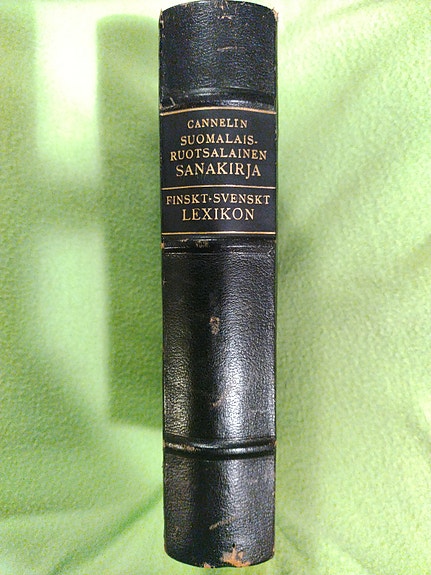 CANNELIN
SUOMALAIS-
RUOTSALAINEN
SANAKIRJA
FINSKT-SVENSKT
LEXIKON